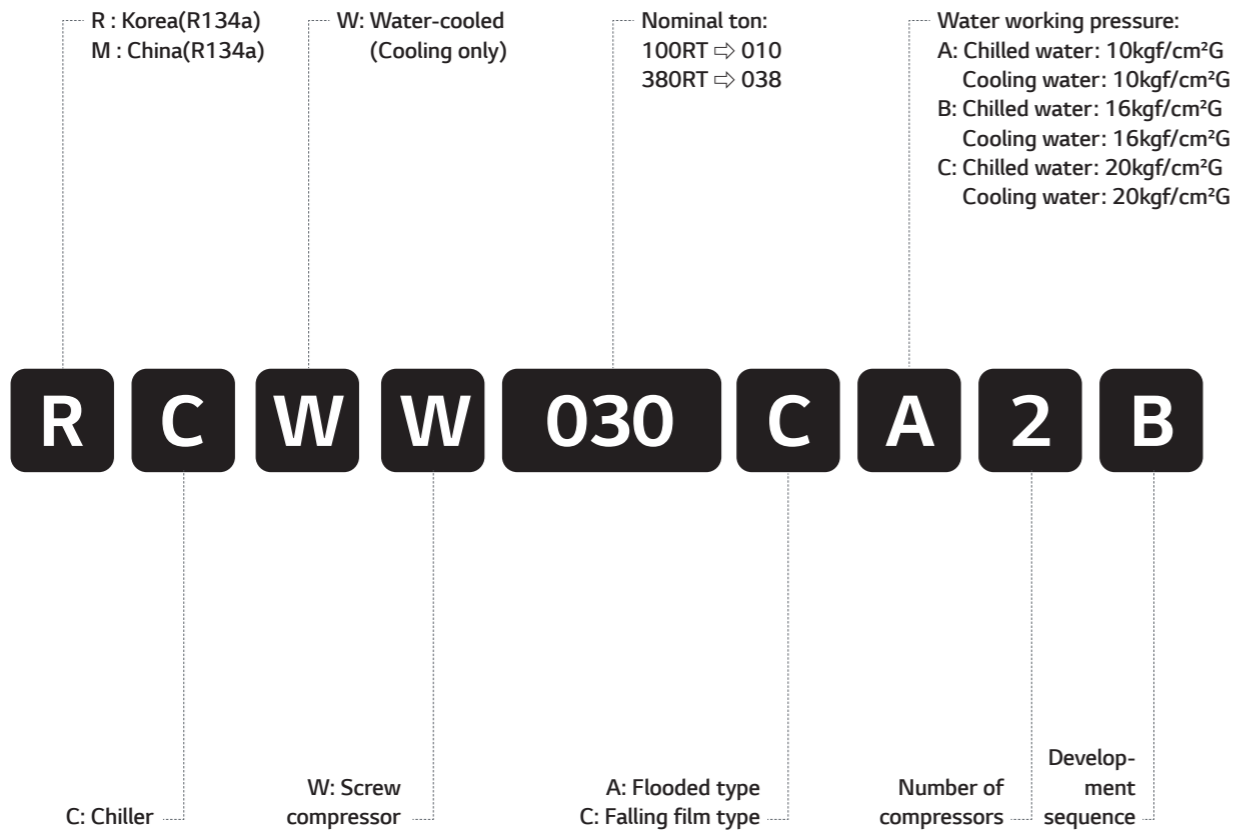 R : Korea(R134a)
M : China(R134a)
W: Water-cooled
(Cooling only)
Nominal ton:
100RT ⇨ 010
380RT ⇨ 038
Water working pressure:
A: Chilled water: 10kgf/cm²G
Cooling water: 10kgf/cm²G
B: Chilled water: 16kgf/cm²G
Cooling water: 16kgf/cm²G
C: Chilled water: 20kgf/cm²G
Cooling water: 20kgf/cm²G
R C W W 030 C A 2 B
C: Chiller
W: Screw
compressor
A: Flooded type
C: Falling film type
Number of
compressors
Develop-
ment
sequence